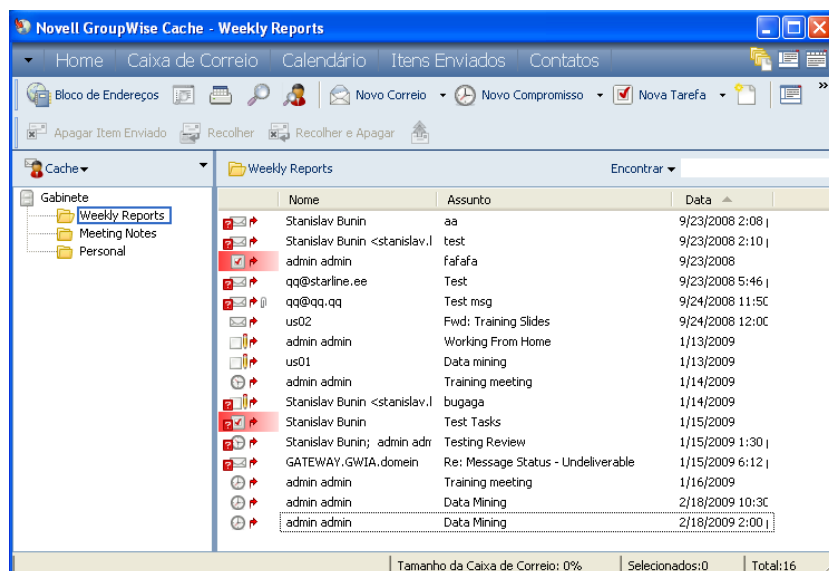 Novell GroupWise Cache - Weekly Reports
Home Caixa de Correio Calendário Itens Enviados Contatos
Bloco de Endereços Novo Correio Novo Compromisso Nova Tarefa »
Apagar Item Enviado Recolher Recolher e Apagar
Cache Weekly Reports Encontrar
Gabinete
Weekly Reports
Meeting Notes
Personal
Nome Assunto Data
Stanislav Bunin aa 9/23/2008 2:08
Stanislav Bunin <stanislav. test 9/23/2008 2:10
admin admin fafafa 9/23/2008
qq@starline.ee Test 9/23/2008 5:46
qq@qq.qq Test msg 9/24/2008 11:50
us02 Fwd: Training Slides 9/24/2008 12:00
admin admin Working From Home 1/13/2009
us01 Data mining 1/13/2009
admin admin Training meeting 1/14/2009
Stanislav Bunin <stanislav. bugaga 1/14/2009
Stanislav Bunin Test Tasks 1/15/2009
Stanislav Bunin; admin adm Testing Review 1/15/2009 1:30
GATEWAY.GWIA.domain Re: Message Status - Undeliverable 1/15/2009 6:12
admin admin Training meeting 1/16/2009
admin admin Data Mining 2/18/2009 10:30
admin admin Data Mining 2/18/2009 2:00
Tamanho da Caixa de Correio: 0% Selecionados:0 Total:16